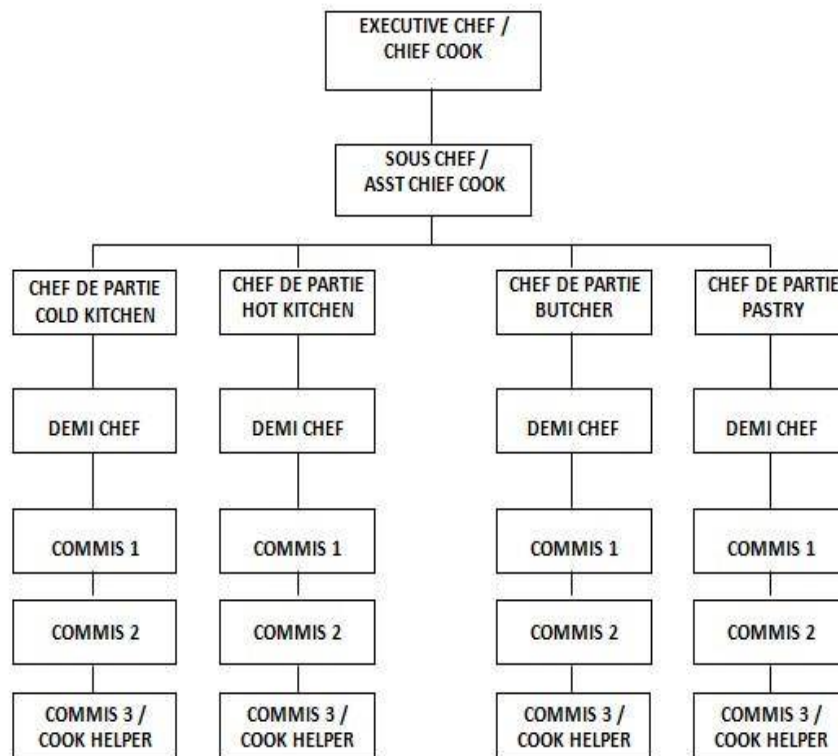 EXECUTIVE CHEF /
CHIEF COOK
SOUS CHEF /
ASST CHIEF COOK
CHEF DE PARTIE
COLD KITCHEN
CHEF DE PARTIE
HOT KITCHEN
CHEF DE PARTIE
BUTCHER
CHEF DE PARTIE
PASTRY
DEMI CHEF
DEMI CHEF
DEMI CHEF
DEMI CHEF
COMMIS 1
COMMIS 1
COMMIS 1
COMMIS 1
COMMIS 2
COMMIS 2
COMMIS 2
COMMIS 2
COMMIS 3 /
COOK HELPER
COMMIS 3 /
COOK HELPER
COMMIS 3 /
COOK HELPER
COMMIS 3 /
COOK HELPER